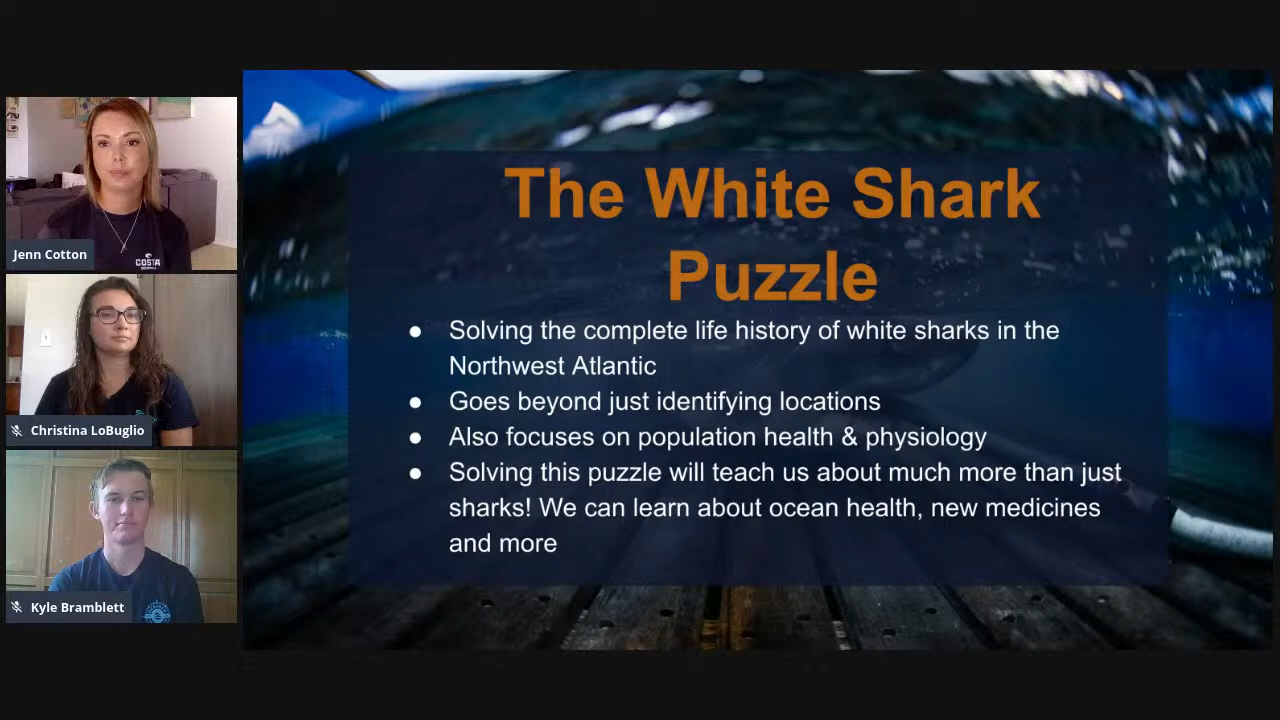 Jenn Cotton
COSTA
Christina LoBuglio
Kyle Bramblett
The White Shark
Puzzle
● Solving the complete life history of white sharks in the
Northwest Atlantic
● Goes beyond just identifying locations
● Also focuses on population health & physiology
● Solving this puzzle will teach us about much more than just
sharks! We can learn about ocean health, new medicines
and more